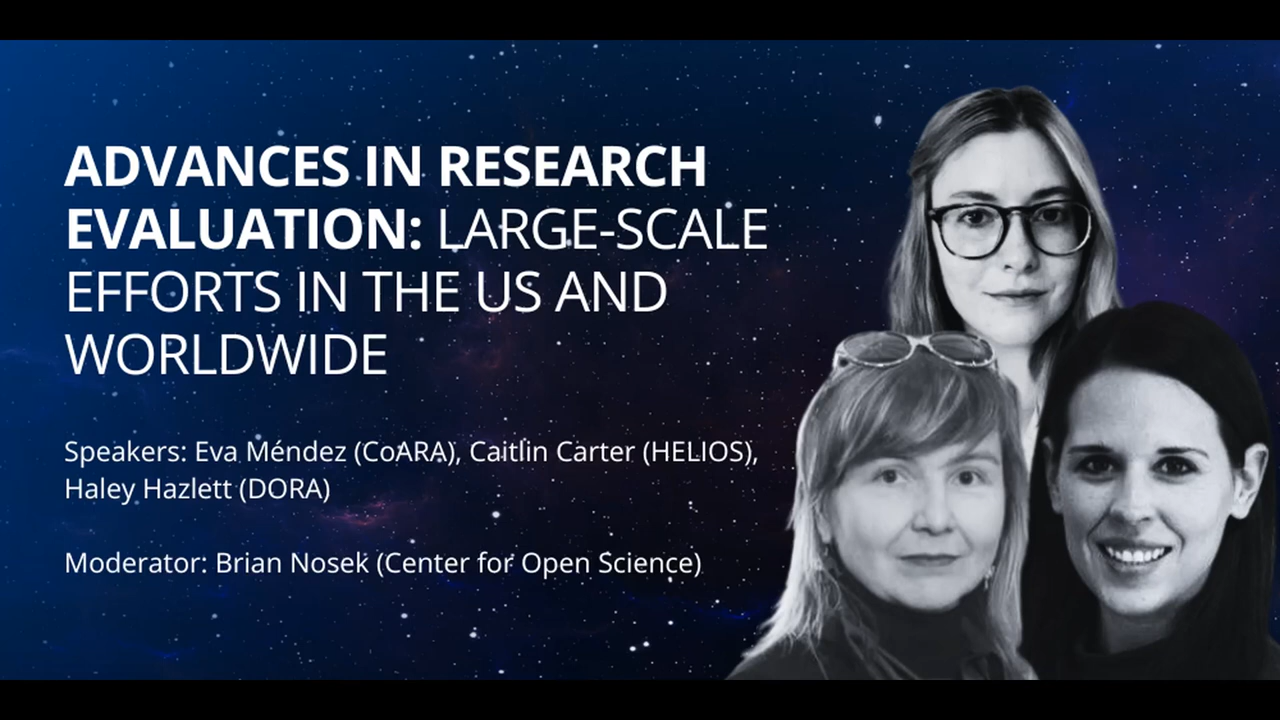 ADVANCES IN RESEARCH
EVALUATION: LARGE-SCALE
EFFORTS IN THE US AND
WORLDWIDE
Speakers: Eva Méndez (CoARA), Caitlin Carter (HELIOS),
Haley Hazlett (DORA)
Moderator: Brian Nosek (Center for Open Science)